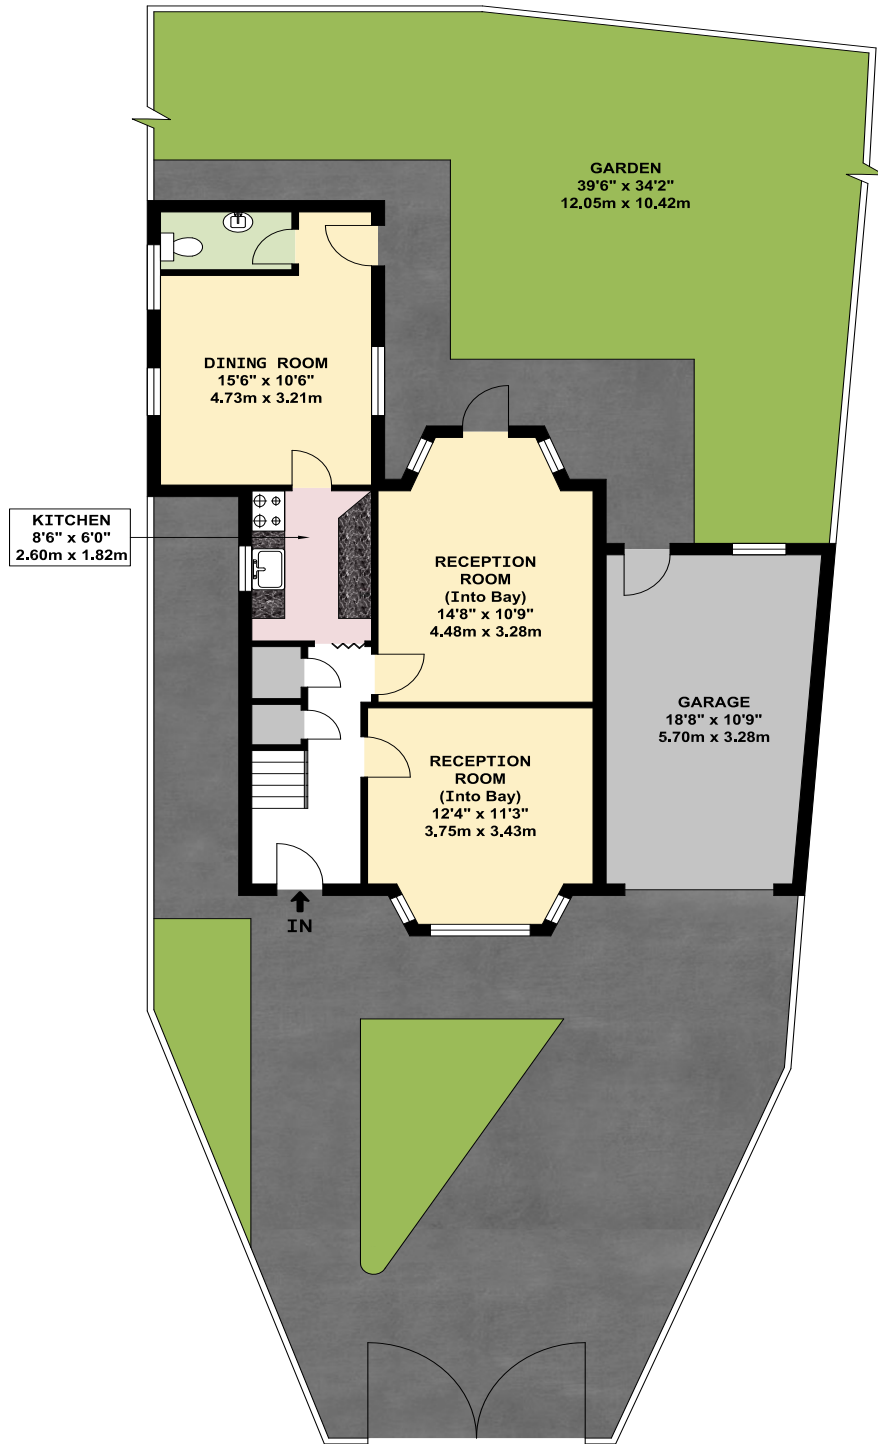 GARDEN
39'6" x 34'2"
12.05m x 10.42m
DINING ROOM
15'6" x 10'6"
4.73m x 3.21m
KITCHEN
8'6" x 6'0"
2.60m x 1.82m
RECEPTION
ROOM
(Into Bay)
14'8" x 10'9"
4.48m x 3.28m
GARAGE
18'8" x 10'9"
5.70m x 3.28m
RECEPTION
ROOM
(Into Bay)
12'4" x 11'3"
3.75m x 3.43m
IN